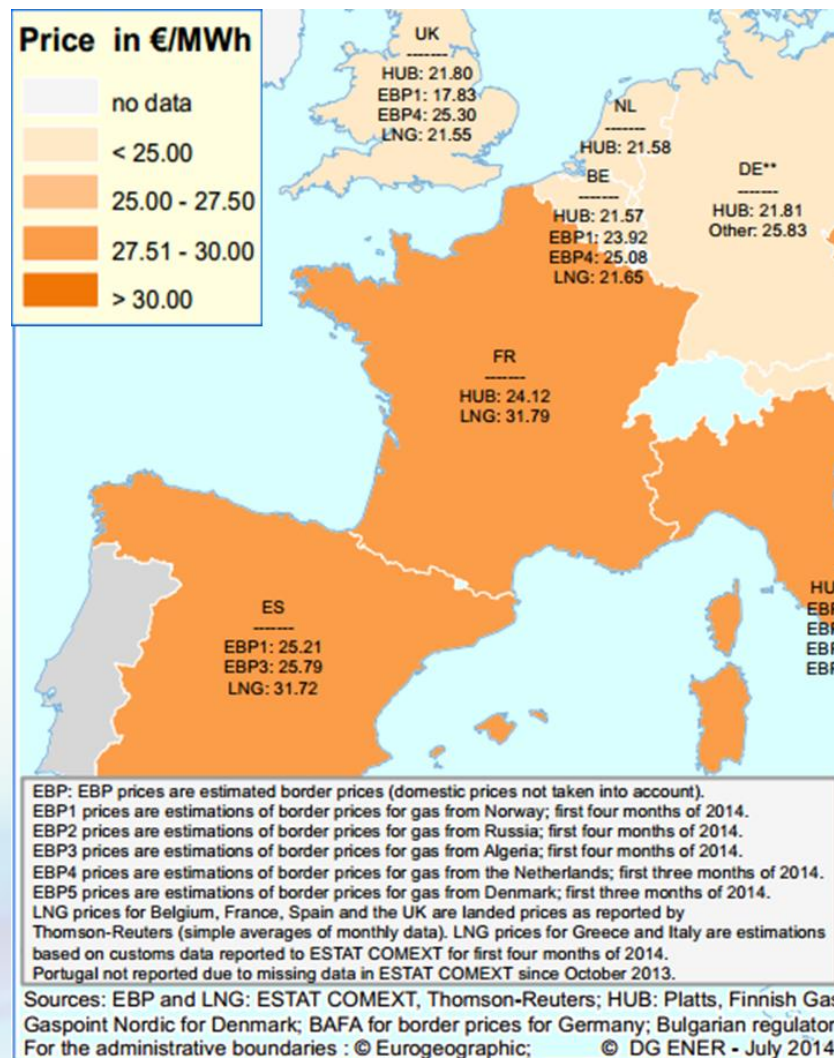 Price in €/MWh
no data
< 25.00
25.00 - 27.50
27.51 - 30.00
> 30.00
UK
-------
HUB: 21.80
EBP1: 17.83
EBP4: 25.30
LNG: 21.55
NL
-------
HUB: 21.58
BE
-------
HUB: 21.57
EBP1: 23.92
EBP4: 25.08
LNG: 21.65
DE**
-------
HUB: 21.81
Other: 25.83
FR
-------
HUB: 24.12
LNG: 31.79
ES
-------
EBP1: 25.21
EBP3: 25.79
LNG: 31.72
HU
EBP
EBP
EBP
EBP
EBP: EBP prices are estimated border prices (domestic prices not taken into account).
EBP1 prices are estimations of border prices for gas from Norway; first four months of 2014.
EBP2 prices are estimations of border prices for gas from Russia; first four months of 2014.
EBP3 prices are estimations of border prices for gas from Algeria; first four months of 2014.
EBP4 prices are estimations of border prices for gas from the Netherlands; first three months of 2014.
EBP5 prices are estimations of border prices for gas from Denmark; first three months of 2014.
LNG prices for Belgium, France, Spain and the UK are landed prices as reported by
Thomson-Reuters (simple averages of monthly data). LNG prices for Greece and Italy are estimations
based on customs data reported to ESTAT COMEXT for first four months of 2014.
Portugal not reported due to missing data in ESTAT COMEXT since October 2013.
Sources: EBP and LNG: ESTAT COMEXT, Thomson-Reuters; HUB: Platts, Finnish Gas
Gaspoint Nordic for Denmark; BAFA for border prices for Germany; Bulgarian regulator
For the administrative boundaries : © Eurogeographic; © DG ENER - July 2014